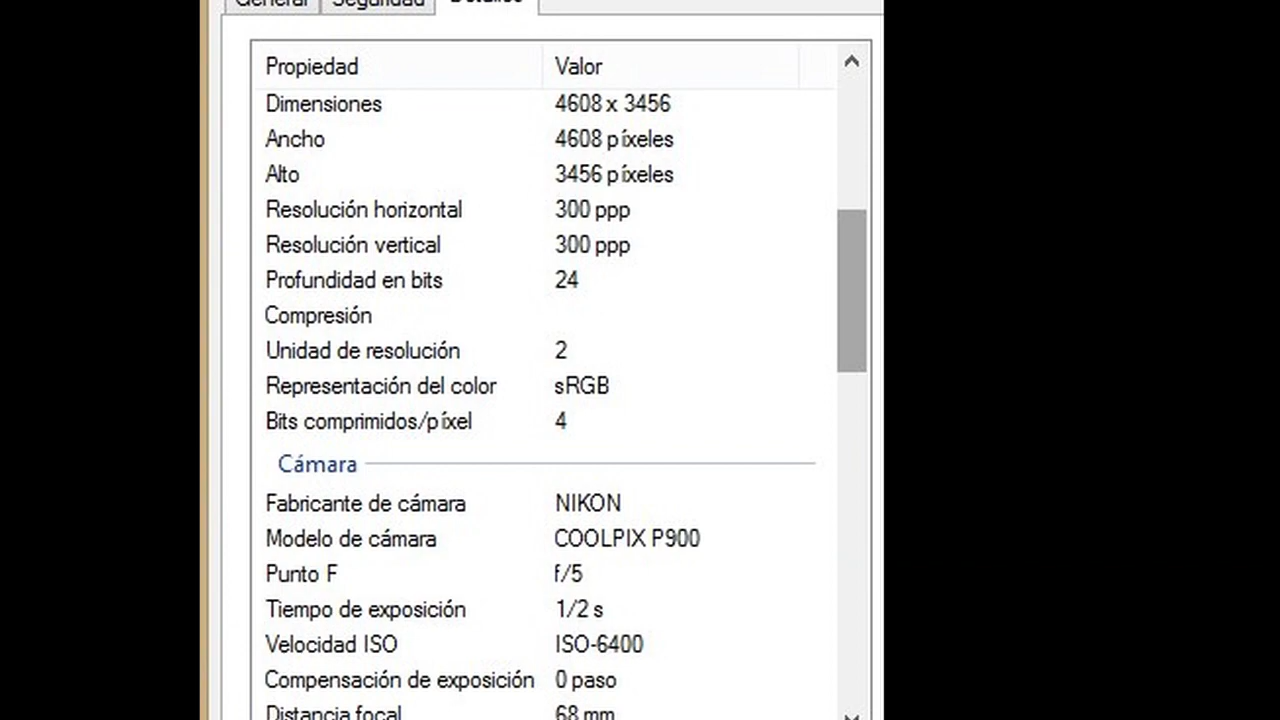 General Seguridad Detalles
Propiedad Valor
Dimensiones 4608 x 3456
Ancho 4608 píxeles
Alto 3456 píxeles
Resolución horizontal 300 ppp
Resolución vertical 300 ppp
Profundidad en bits 24
Compresión
Unidad de resolución 2
Representación del color sRGB
Bits comprimidos/píxel 4
Cámara
Fabricante de cámara NIKON
Modelo de cámara COOLPIX P900
Punto F f/5
Tiempo de exposición 1/2 s
Velocidad ISO ISO-6400
Compensación de exposición 0 paso
Distancia focal 68 mm